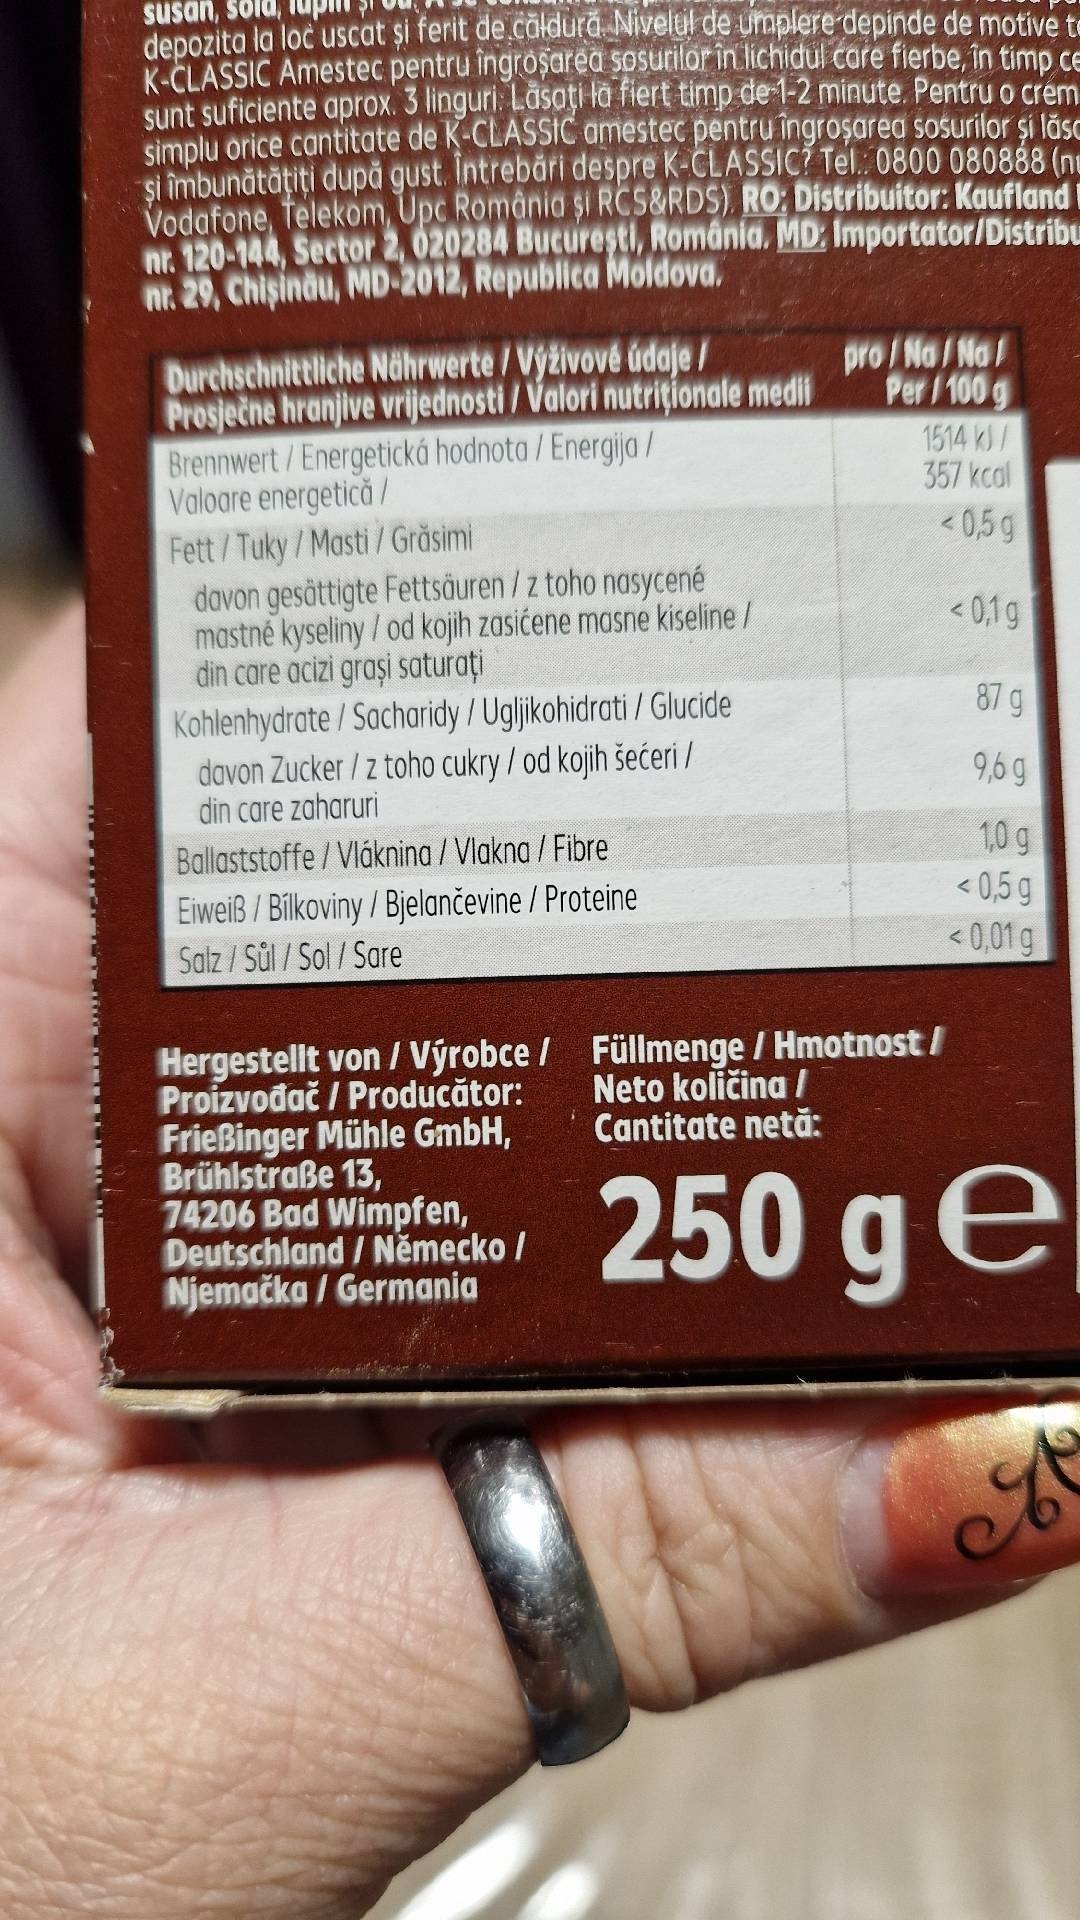 susan, soia, lupin
depozita la loc uscat și ferit de căldură. Nivelul de umplere depinde de motive
K-CLASSIC Amestec pentru îngroșarea sosurilor în lichidul care fierbe, în timp ce
sunt suficiente aprox. 3 linguri. Lăsați la fiert timp de 1-2 minute. Pentru o
simplu orice cantitate de K-CLASSIC amestec pentru îngroșarea sosurilor și
și îmbunătățiți după gust. Întrebări despre K-CLASSIC? Tel.: 0800 080888
Vodafone, Telekom, Upc România și RCS&RDS). RO: Distribuitor: Kaufland
nr. 120-144, Sector 2, 020284 București, România. MD: Importator/
nr. 29, Chișinău, MD-2012, Republica Moldova.
Durchschnittliche Nährwerte / Výživové údaje / pro / Na / Na /
Prosječne hranjive vrijednosti / Valori nutriționale medii Per / 100 g
Brennwert / Energetická hodnota / Energija / 1514 kJ /
Valoare energetică / 357 kcal
Fett / Tuky / Masti / Grăsimi < 0,5 g
davon gesättigte Fettsäuren / z toho nasycené
mastné kyseliny / od kojih zasićene masne kiseline / < 0,1 g
din care acizi grași saturați
Kohlenhydrate / Sacharidy / Ugljikohidrati / Glucide 87 g
davon Zucker / z toho cukry / od kojih šećeri / 9,6 g
din care zaharuri
Ballaststoffe / Vláknina / Vlakna / Fibre 1,0 g
Eiweiß / Bílkoviny / Bjelančevine / Proteine < 0,5 g
Salz / Sůl / Sol / Sare < 0,01 g
Hergestellt von / Výrobce /
Proizvođač / Producător:
Frießinger Mühle GmbH,
Brühlstraße 13,
74206 Bad Wimpfen,
Deutschland / Německo /
Njemačka / Germania
Füllmenge / Hmotnost /
Neto količina /
Cantitate netă:
250 g e